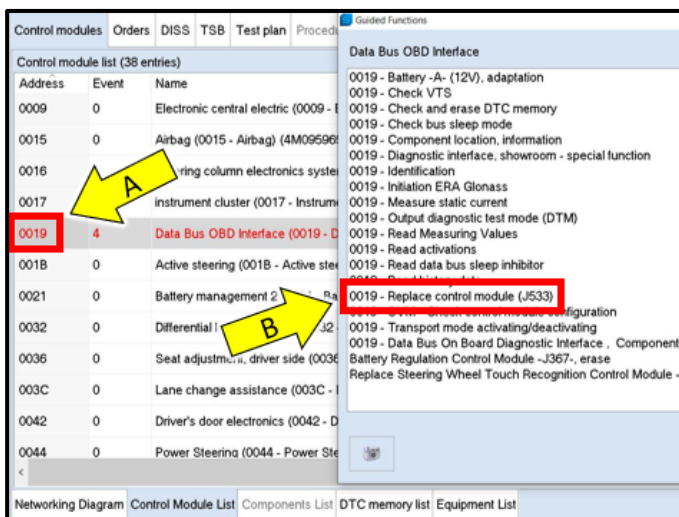 Control modules Orders DISS TSB Test plan Procedu
Control module list (38 entries)
Address Event Name
0009 0 Electronic central electric (0009 - E
0015 0 Airbag (0015 - Airbag) (4M095965
0016 ring column electronics syste
0017 instrument cluster (0017 - Instrume
0019 4 Data Bus OBD Interface (0019 - D
001B 0 Active steering (001B - Active stee
0021 0 Battery management 2
0032 0 Differential
0036 0 Seat adjustment, driver side (0036
003C 0 Lane change assistance (003C -
0042 0 Driver's door electronics (0042 - D
0044 0 Power Steering (0044 - Power Ste
Networking Diagram Control Module List Components List DTC memory list Equipment List
A
B
Guided Functions
Data Bus OBD Interface
0019 - Battery -A- (12V), adaptation
0019 - Check VTS
0019 - Check and erase DTC memory
0019 - Check bus sleep mode
0019 - Component location, information
0019 - Diagnostic interface, showroom - special function
0019 - Identification
0019 - Initiation ERA Glonass
0019 - Measure static current
0019 - Output diagnostic test mode (DTM)
0019 - Read Measuring Values
0019 - Read activations
0019 - Read data bus sleep inhibitor
0019 - Replace control module (J533)
configuration
0019 - Transport mode activating/deactivating
0019 - Data Bus On Board Diagnostic Interface , Component
Battery Regulation Control Module -J367-, erase
Replace Steering Wheel Touch Recognition Control Module -